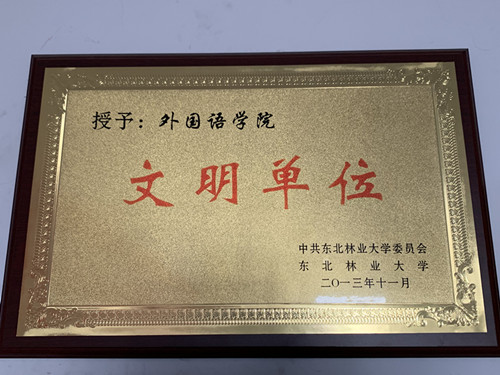 授予：外国语学院
文明单位
中共东北林业大学委员会
东北林业大学
二〇一三年十一月